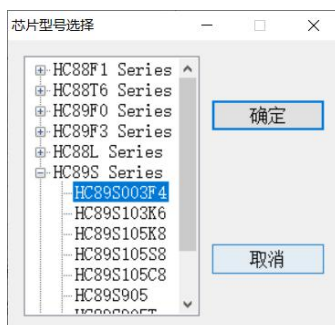 芯片型号选择
HC88F1 Series
HC88T6 Series
HC89F0 Series
HC89F3 Series
HC88L Series
HC89S Series
HC89S003F4
HC89S103K6
HC89S105K8
HC89S105S8
HC89S105C8
HC89S905
确定
取消